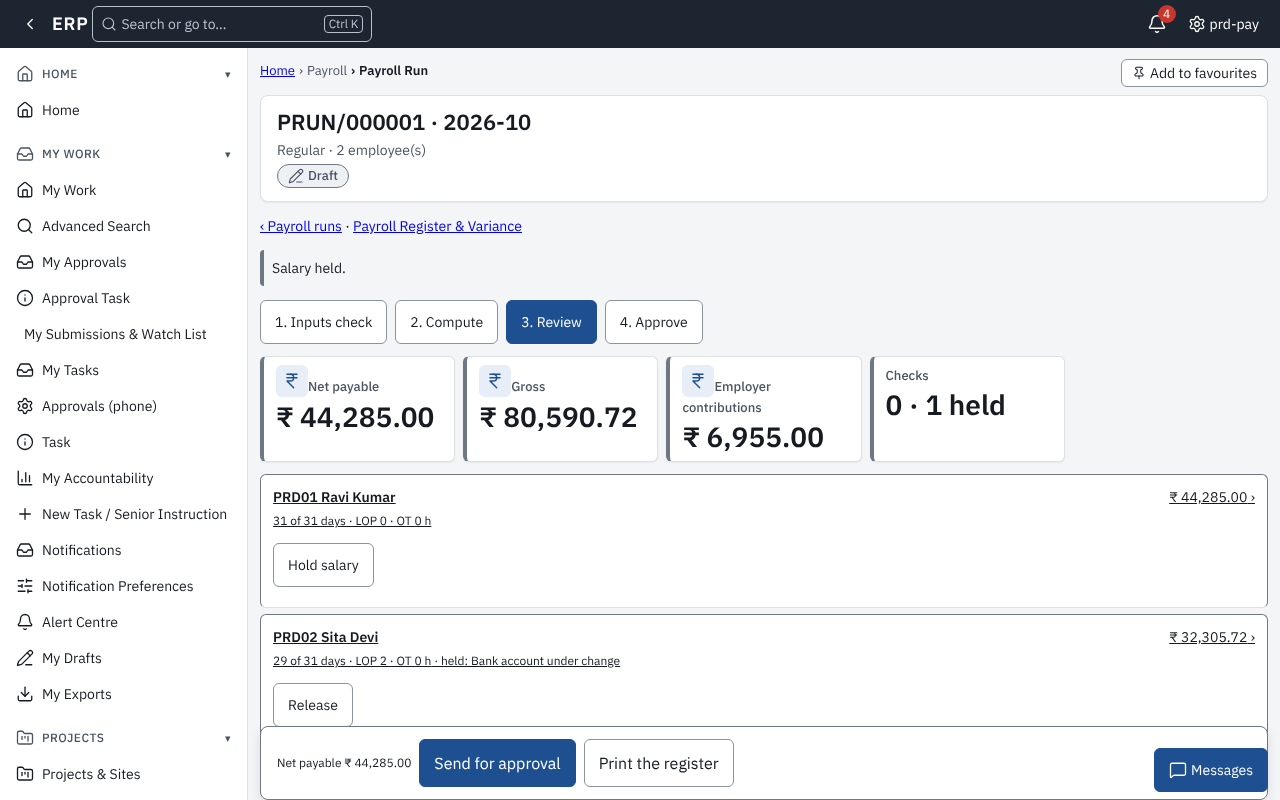 ERP
Search or go to...
Ctrl K
4
prd-pay
HOME
Home
MY WORK
My Work
Advanced Search
My Approvals
Approval Task
My Submissions & Watch List
My Tasks
Approvals (phone)
Task
My Accountability
New Task / Senior Instruction
Notifications
Notification Preferences
Alert Centre
My Drafts
My Exports
PROJECTS
Projects & Sites
Home › Payroll › Payroll Run
Add to favourites
PRUN/000001 · 2026-10
Regular · 2 employee(s)
Draft
‹ Payroll runs · Payroll Register & Variance
Salary held.
1. Inputs check
2. Compute
3. Review
4. Approve
₹ Net payable
₹ 44,285.00
₹ Gross
₹ 80,590.72
₹ Employer
contributions
₹ 6,955.00
Checks
0 · 1 held
PRD01 Ravi Kumar
₹ 44,285.00 ›
31 of 31 days · LOP 0 · OT 0 h
Hold salary
PRD02 Sita Devi
₹ 32,305.72 ›
29 of 31 days · LOP 2 · OT 0 h · held: Bank account under change
Release
Net payable ₹ 44,285.00
Send for approval
Print the register
Messages